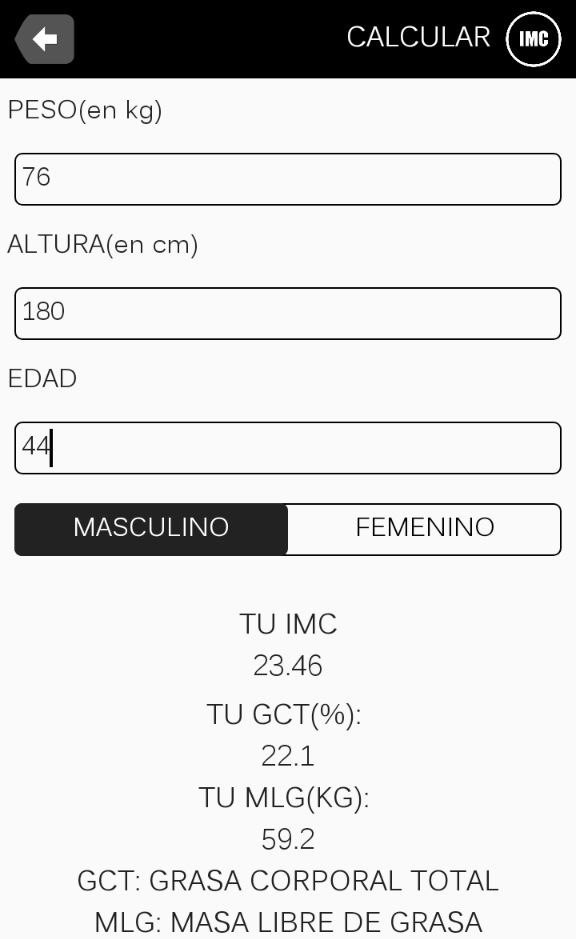 CALCULAR IMC
PESO(en kg)
76
ALTURA(en cm)
180
EDAD
44
MASCULINO FEMENINO
TU IMC
23.46
TU GCT(%):
22.1
TU MLG(KG):
59.2
GCT: GRASA CORPORAL TOTAL
MLG: MASA LIBRE DE GRASA